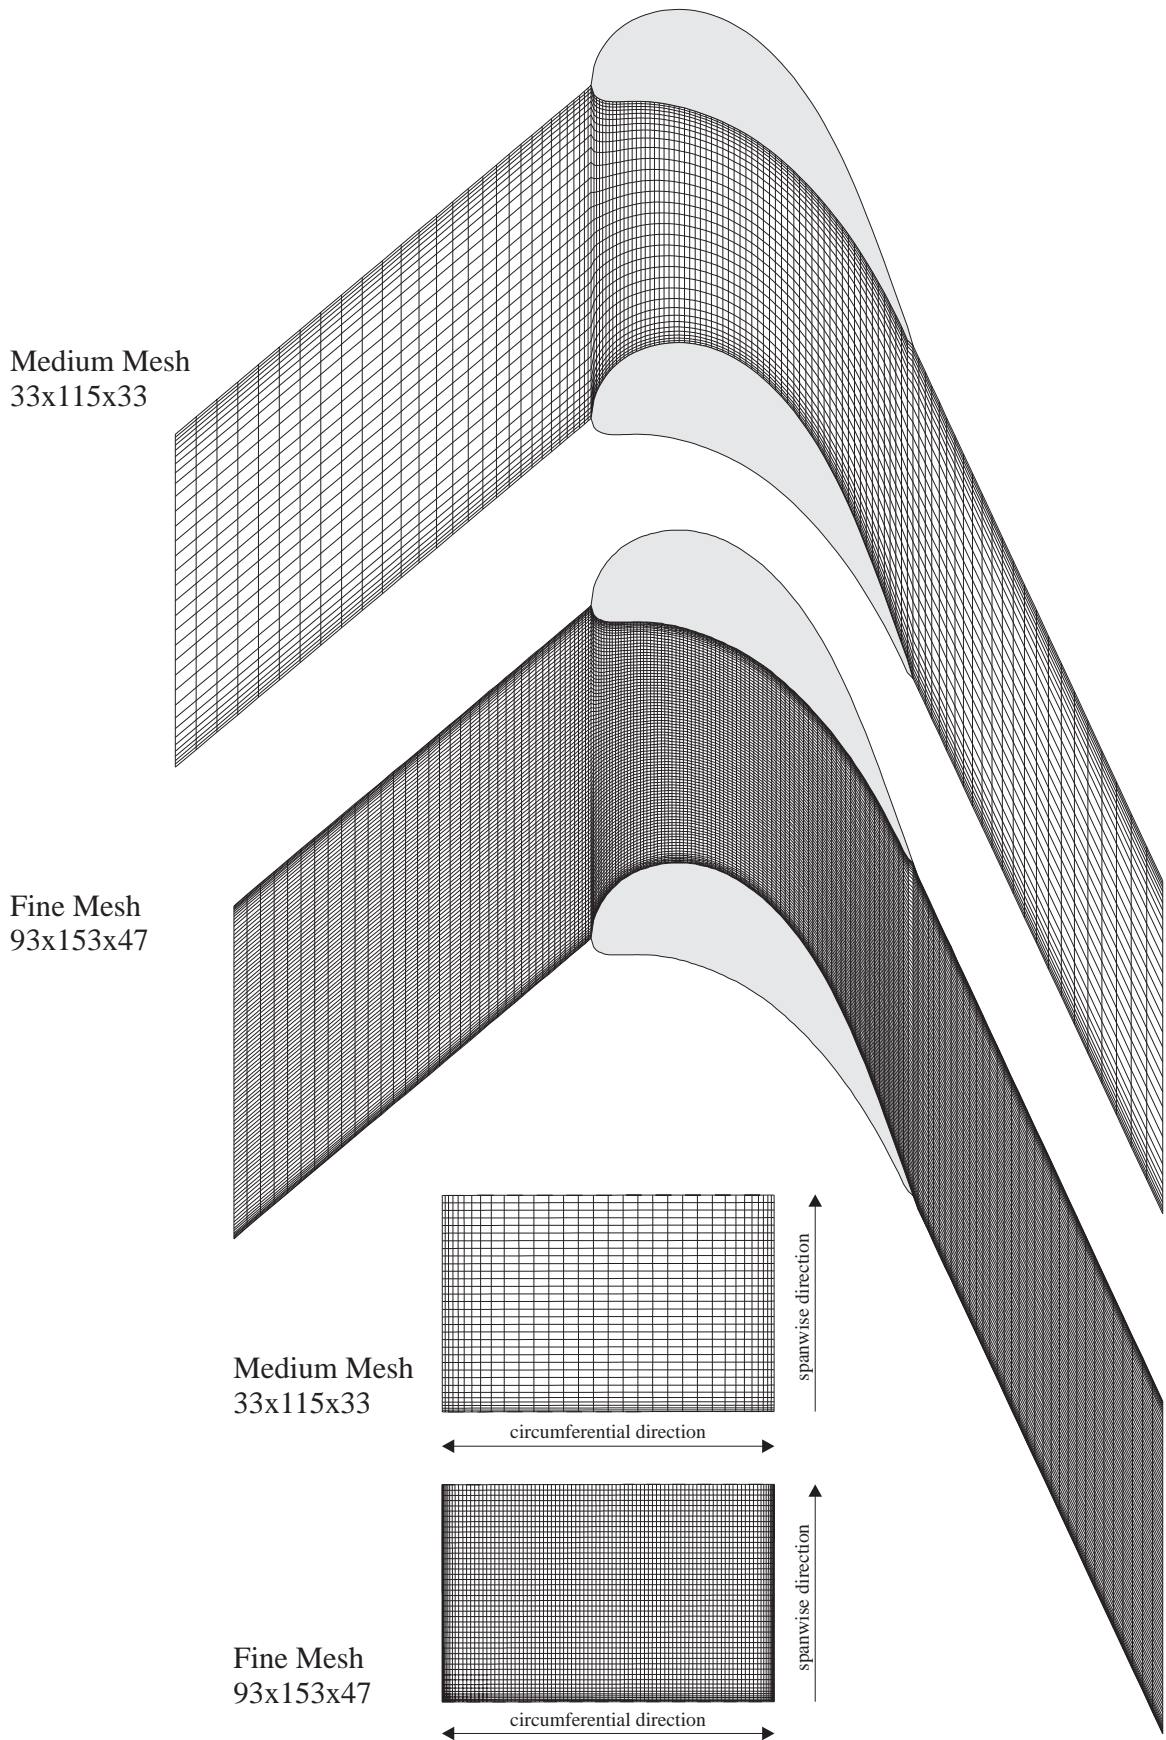 Medium Mesh
33x115x33
Fine Mesh
93x153x47
Medium Mesh
33x115x33
spanwise direction
circumferential direction
Fine Mesh
93x153x47
spanwise direction
circumferential direction